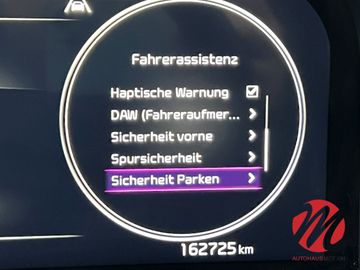 Fahrerassistenz
Haptische Warnung
DAW (Fahreraufmer...
Sicherheit vorne
Spursicherheit
Sicherheit Parken
162725 km
M